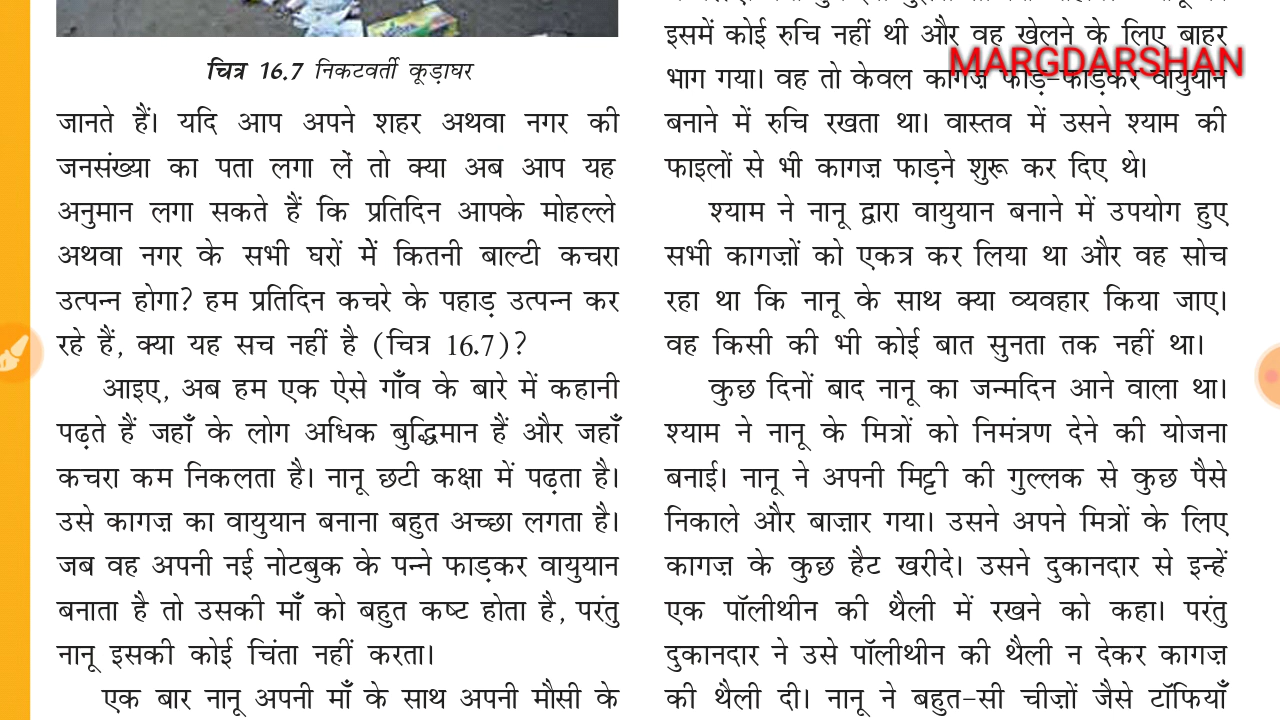 चित्र 16.7 निकटवर्ती कूड़ाघर
जानते हैं। यदि आप अपने शहर अथवा नगर की
जनसंख्या का पता लगा लें तो क्या अब आप यह
अनुमान लगा सकते हैं कि प्रतिदिन आपके मोहल्ले
अथवा नगर के सभी घरों में कितनी बाल्टी कचरा
उत्पन्न होगा? हम प्रतिदिन कचरे के पहाड़ उत्पन्न कर
रहे हैं, क्या यह सच नहीं है (चित्र 16.7)?
आइए, अब हम एक ऐसे गाँव के बारे में कहानी
पढ़ते हैं जहाँ के लोग अधिक बुद्धिमान हैं और जहाँ
कचरा कम निकलता है। नानू छटी कक्षा में पढ़ता है।
उसे कागज़ का वायुयान बनाना बहुत अच्छा लगता है।
जब वह अपनी नई नोटबुक के पन्ने फाड़कर वायुयान
बनाता है तो उसकी माँ को बहुत कष्ट होता है, परंतु
नानू इसकी कोई चिंता नहीं करता।
एक बार नानू अपनी माँ के साथ अपनी मौसी के
इसमें कोई रुचि नहीं थी और वह खेलने के लिए बाहर
MARGDARSHAN
भाग गया। वह तो केवल कागज़ फाड़-फाड़कर वायुयान
बनाने में रुचि रखता था। वास्तव में उसने श्याम की
फाइलों से भी कागज़ फाड़ने शुरू कर दिए थे।
श्याम ने नानू द्वारा वायुयान बनाने में उपयोग हुए
सभी कागज़ों को एकत्र कर लिया था और वह सोच
रहा था कि नानू के साथ क्या व्यवहार किया जाए।
वह किसी की भी कोई बात सुनता तक नहीं था।
कुछ दिनों बाद नानू का जन्मदिन आने वाला था।
श्याम ने नानू के मित्रों को निमंत्रण देने की योजना
बनाई। नानू ने अपनी मिट्टी की गुल्लक से कुछ पैसे
निकाले और बाज़ार गया। उसने अपने मित्रों के लिए
कागज़ के कुछ हैट खरीदे। उसने दुकानदार से इन्हें
एक पॉलीथीन की थैली में रखने को कहा। परंतु
दुकानदार ने उसे पॉलीथीन की थैली न देकर कागज़
की थैली दी। नानू ने बहुत-सी चीज़ों जैसे टॉफियाँ